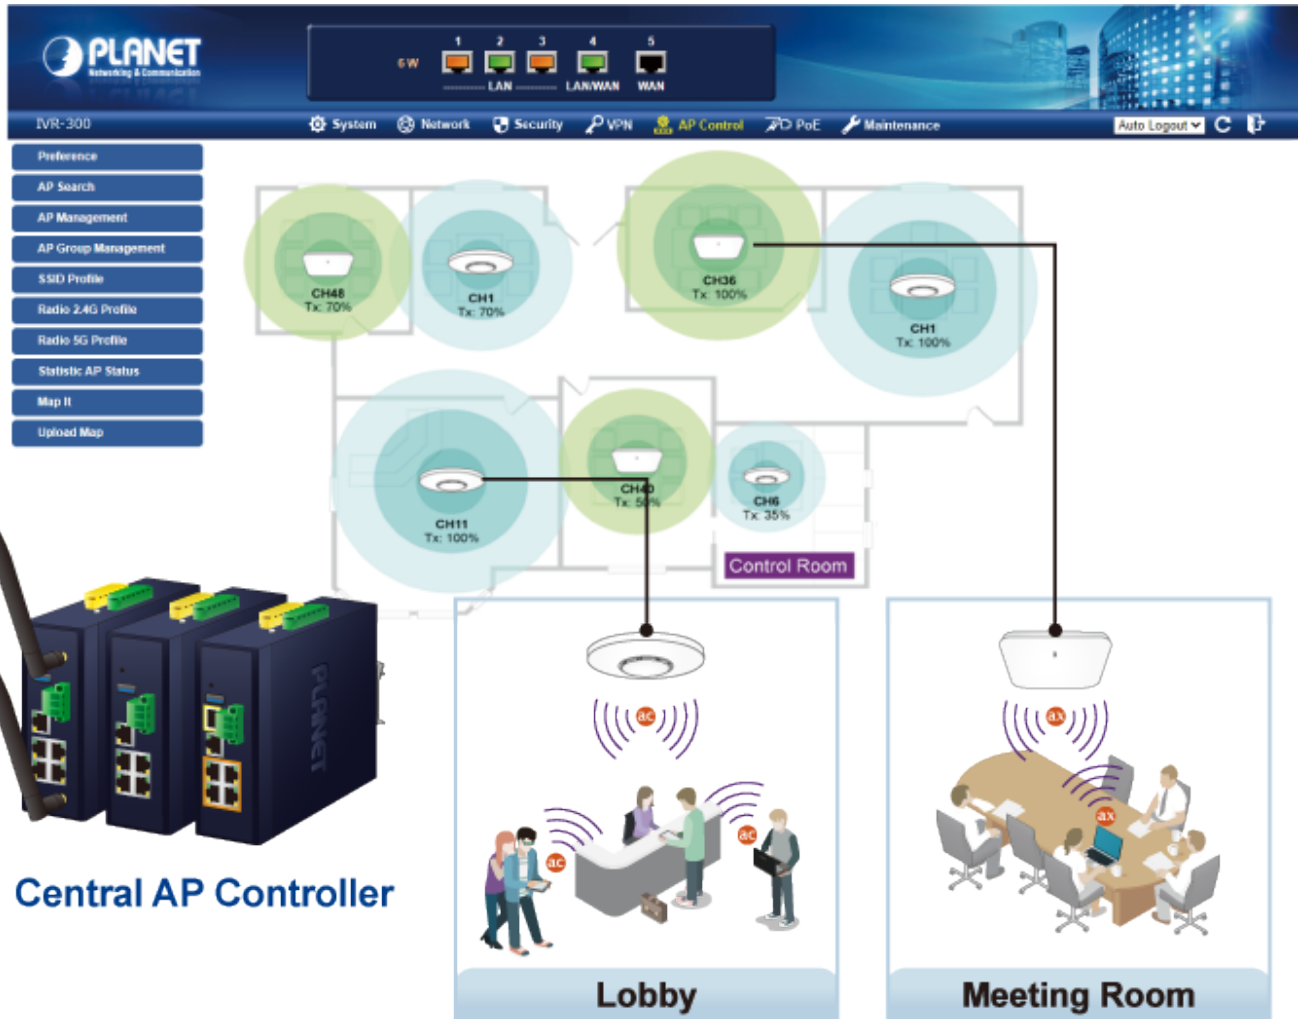 PLANET
Networking & Communication
1 2 3 4 5
6 W
LAN LAN/WAN WAN
IVR-300
System Network Security VPN AP Control PoE Maintenance Auto Logout
Preference
AP Search
AP Management
AP Group Management
SSID Profile
Radio 2.4G Profile
Radio 5G Profile
Statistic AP Status
Map It
Upload Map
CH48
Tx: 70%
CH1
Tx: 70%
CH36
Tx: 100%
CH1
Tx: 100%
CH11
Tx: 100%
CH40
Tx: 50%
CH6
Tx: 35%
Control Room
PLANET
Central AP Controller
ac
ac
ac
Lobby
ax
ax
Meeting Room